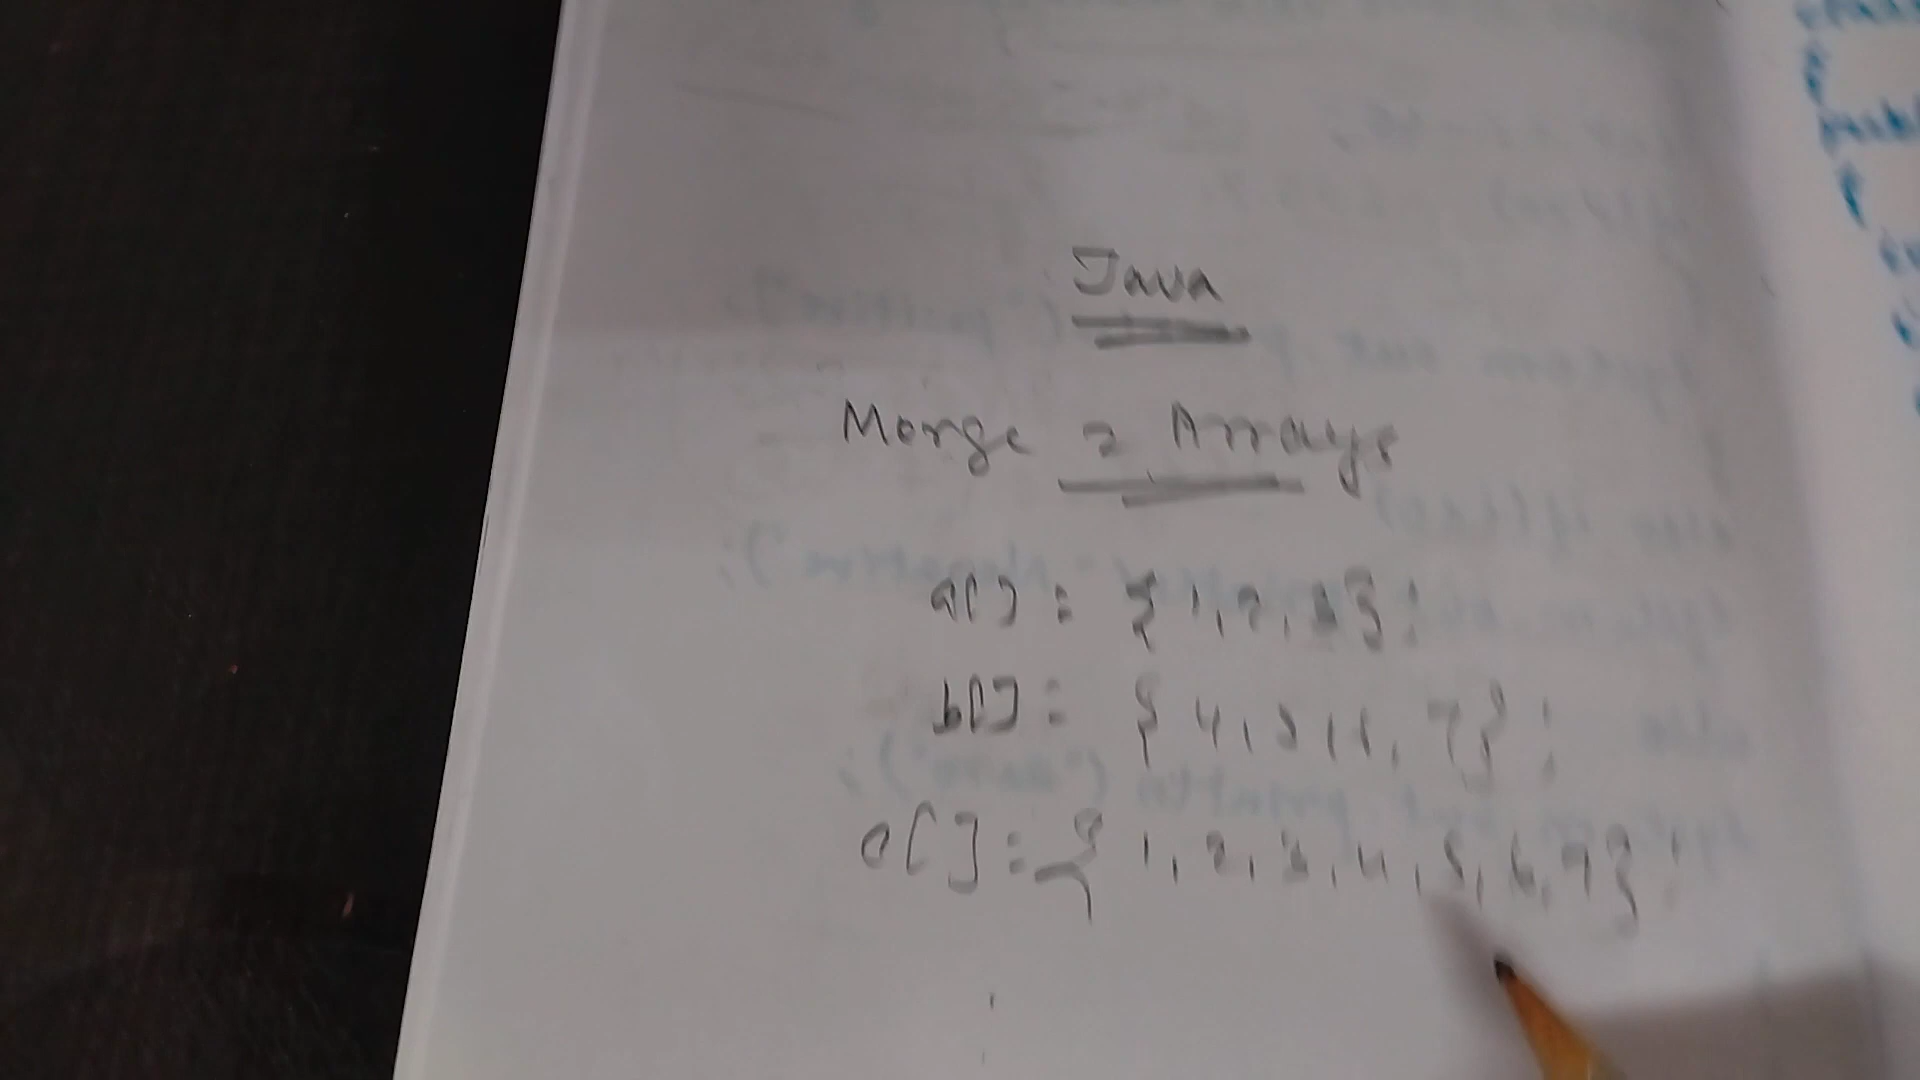 Java
Merge 2 Arrays
a[] = {1,2,3};
b[] = {4,5,6,7};
c[] = {1,2,3,4,5,6,7};